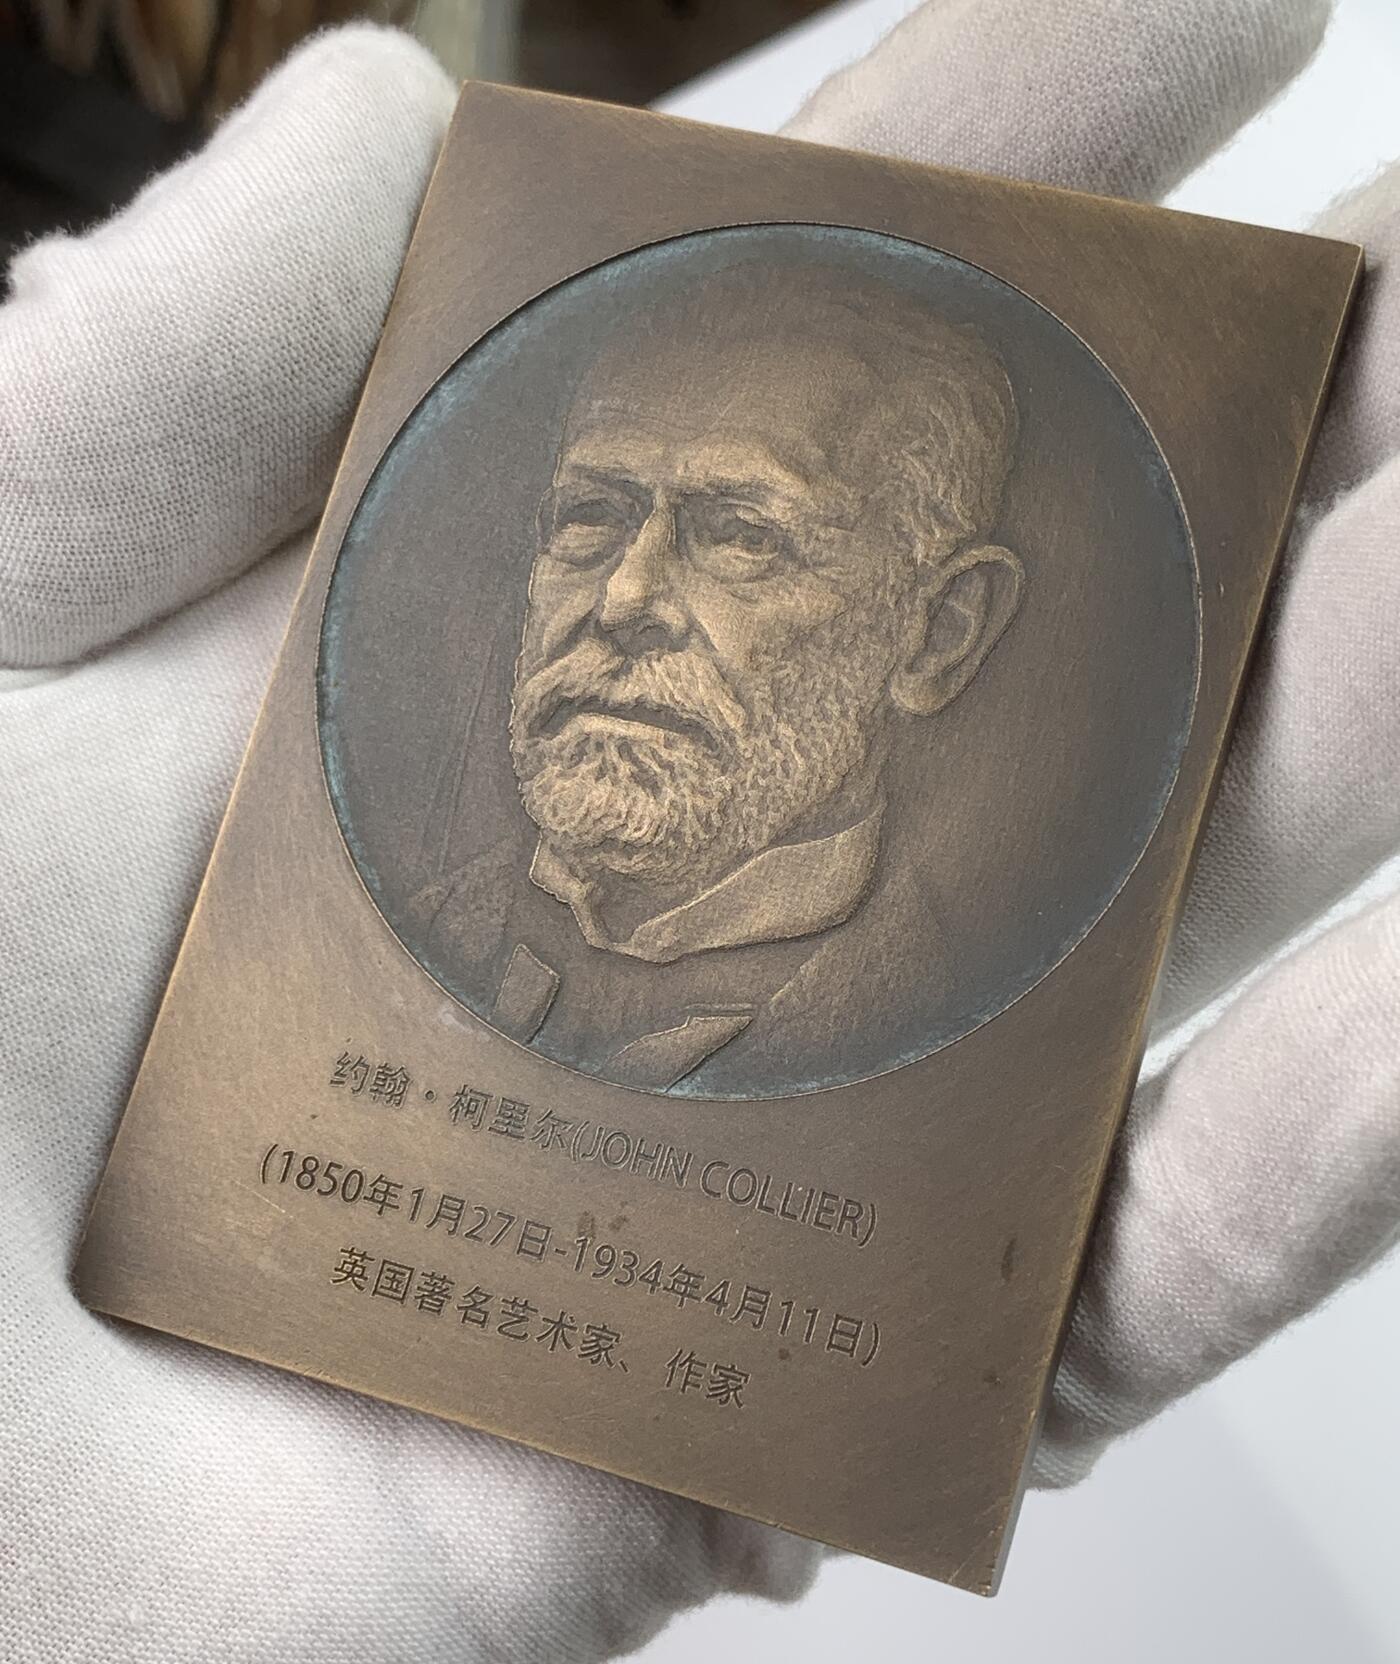 约翰·柯里尔(JOHN COLLIER)
(1850年1月27日-1934年4月11日)
英国著名艺术家、作家